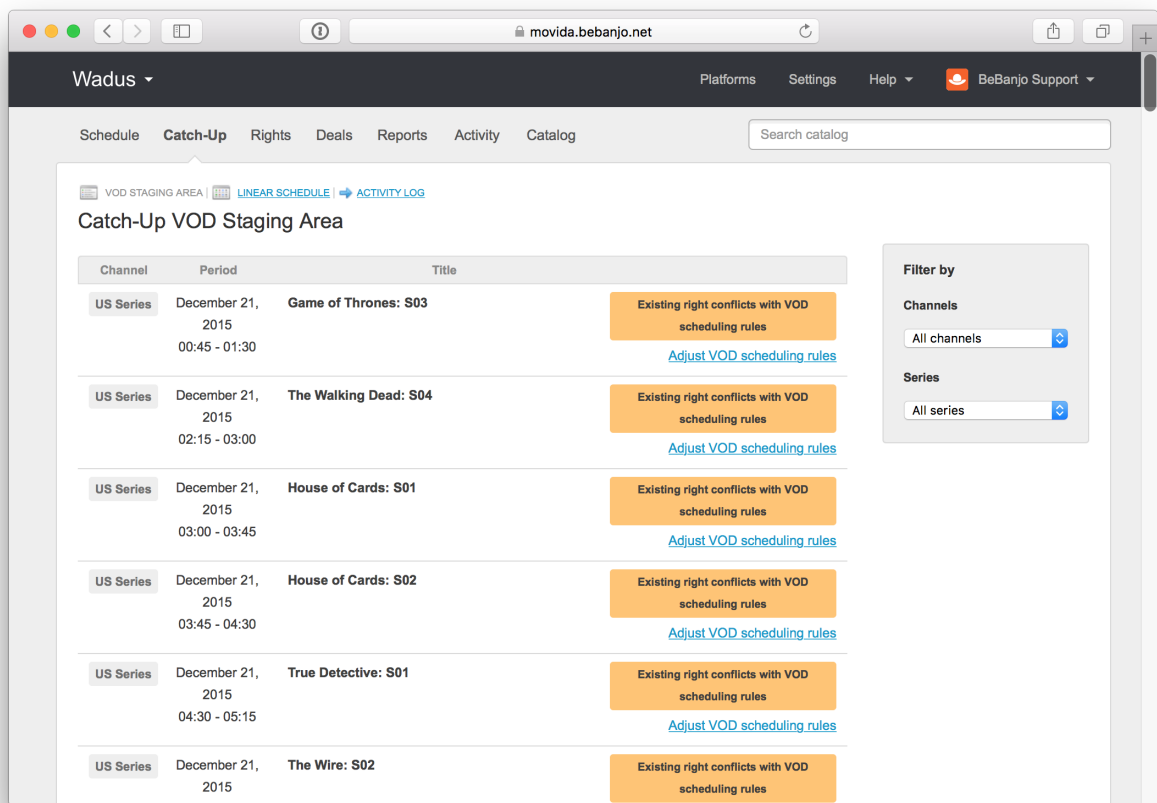 movida.bebanjo.net
Wadus
Platforms Settings Help BeBanjo Support
Schedule Catch-Up Rights Deals Reports Activity Catalog Search catalog
VOD STAGING AREA | LINEAR SCHEDULE | ACTIVITY LOG
Catch-Up VOD Staging Area
Channel Period Title
US Series December 21, Game of Thrones: S03 Existing right conflicts with VOD
2015 scheduling rules
00:45 - 01:30 Adjust VOD scheduling rules
US Series December 21, The Walking Dead: S04 Existing right conflicts with VOD
2015 scheduling rules
02:15 - 03:00 Adjust VOD scheduling rules
US Series December 21, House of Cards: S01 Existing right conflicts with VOD
2015 scheduling rules
03:00 - 03:45 Adjust VOD scheduling rules
US Series December 21, House of Cards: S02 Existing right conflicts with VOD
2015 scheduling rules
03:45 - 04:30 Adjust VOD scheduling rules
US Series December 21, True Detective: S01 Existing right conflicts with VOD
2015 scheduling rules
04:30 - 05:15 Adjust VOD scheduling rules
US Series December 21, The Wire: S02 Existing right conflicts with VOD
2015 scheduling rules
Filter by
Channels
All channels
Series
All series